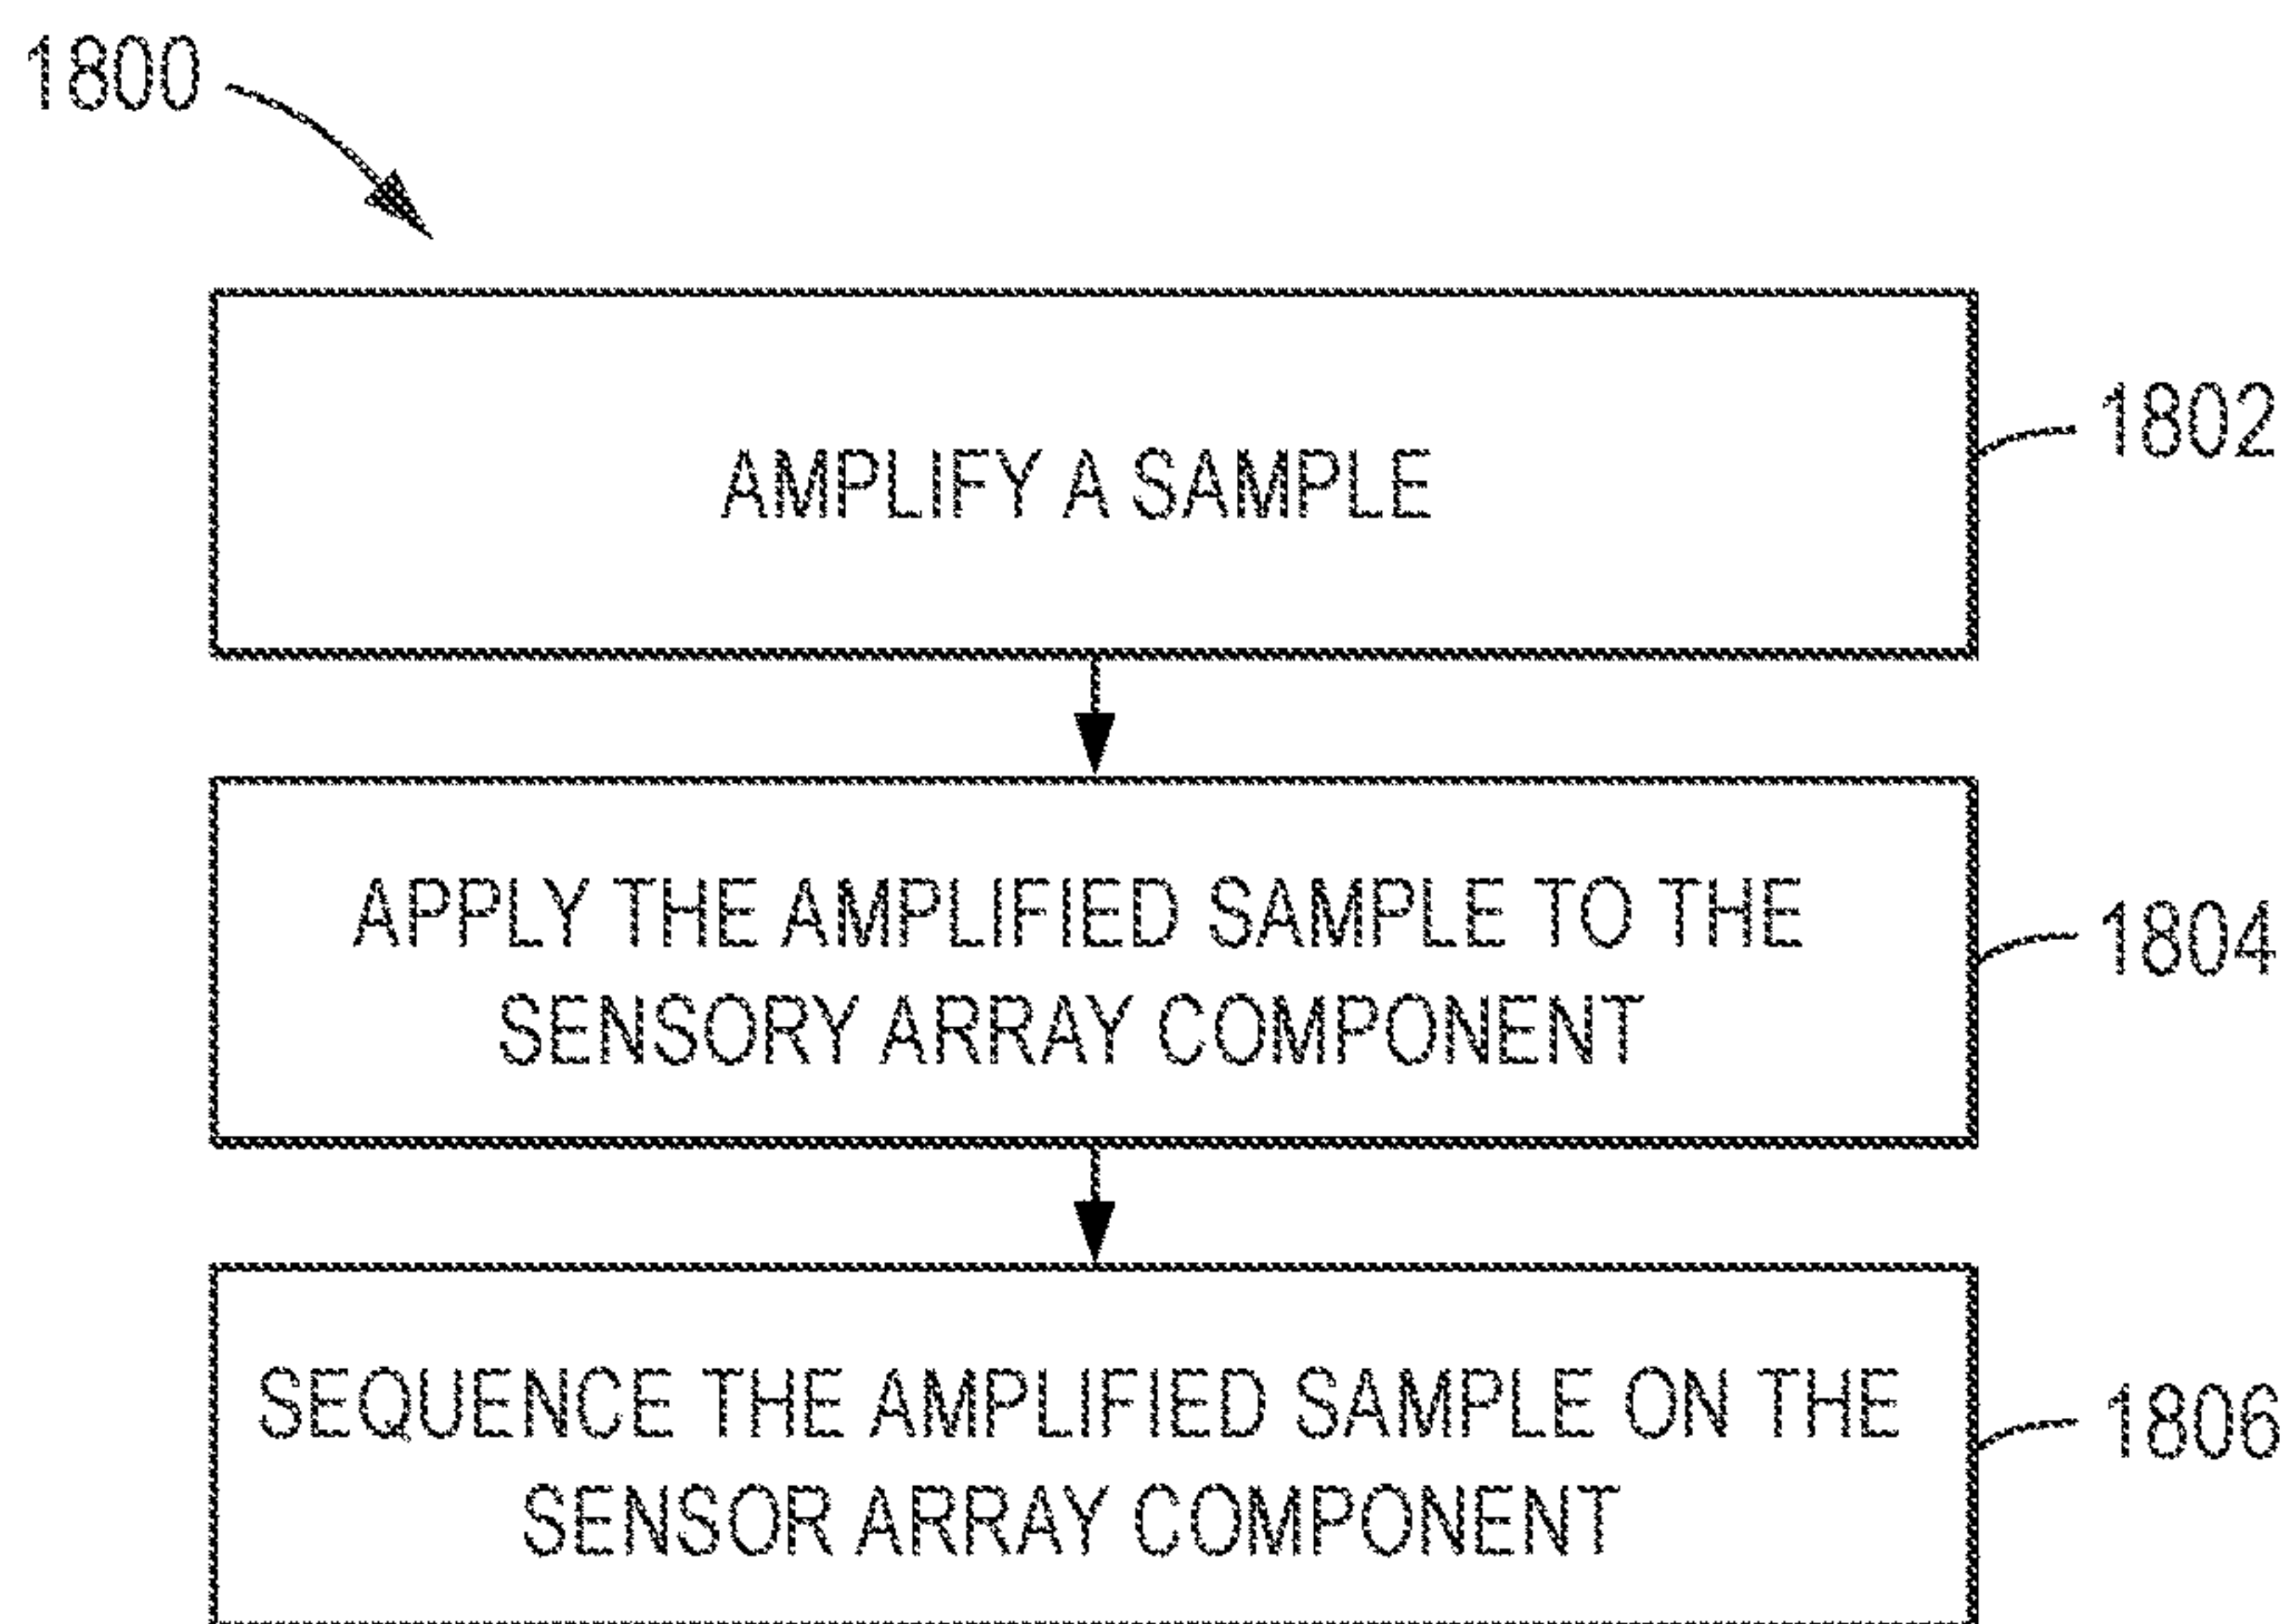 1800
AMPLIFY A SAMPLE
1802
APPLY THE AMPLIFIED SAMPLE TO THE
SENSORY ARRAY COMPONENT
1804
SEQUENCE THE AMPLIFIED SAMPLE ON THE
SENSOR ARRAY COMPONENT
1806